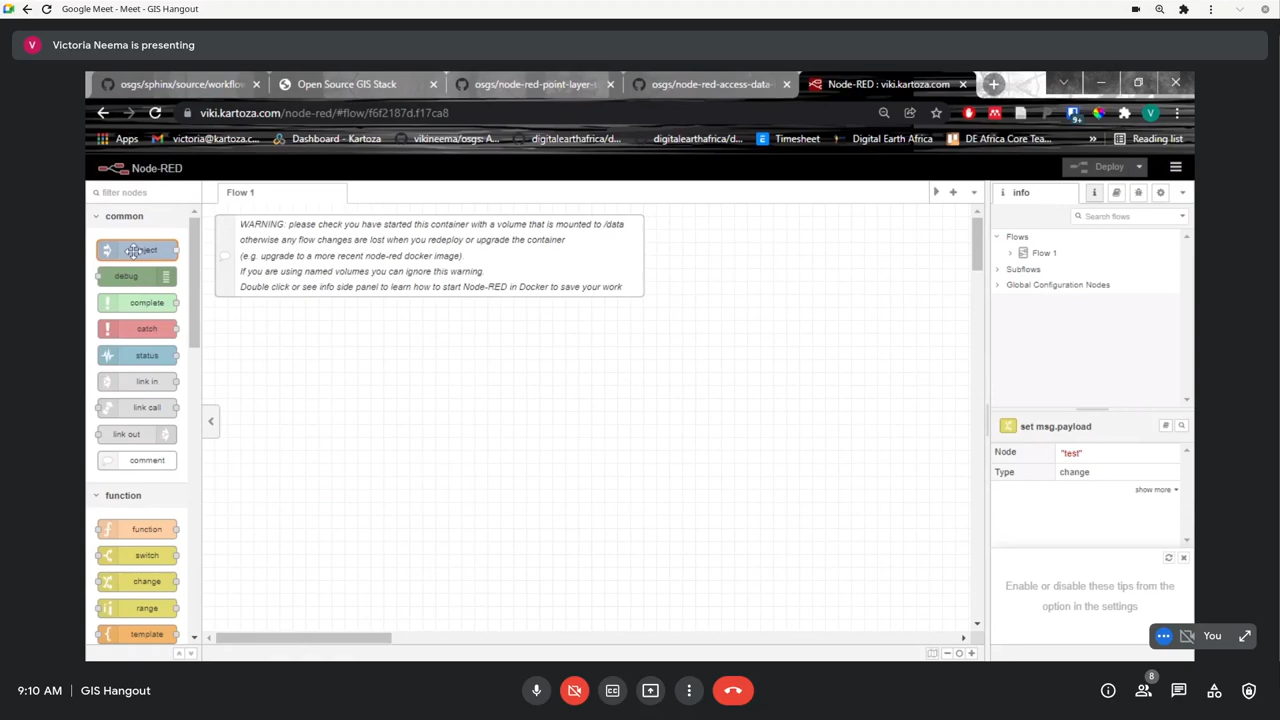 Google Meet - Meet - GIS Hangout
V Victoria Neema is presenting
osgs/sphinx/source/workflow
Open Source GIS Stack
osgs/node-red-point-layer-
osgs/node-red-access-data-
Node-RED : viki.kartoza.com
viki.kartoza.com/node-red/#flow/f6f2187d.f17ca8
V
9+
Apps
victoria@kartoza.c...
Dashboard - Kartoza
vikineema/osgs: A...
digitalearthafrica/d...
digitalearthafrica/d...
Timesheet
Digital Earth Africa
DE Africa Core Tea...
»
Reading list
Node-RED
Deploy
filter nodes
Flow 1
info
common
Search flows
WARNING: please check you have started this container with a volume that is mounted to /data
otherwise any flow changes are lost when you redeploy or upgrade the container
(e.g. upgrade to a more recent node-red docker image).
If you are using named volumes you can ignore this warning.
Double click or see info side panel to learn how to start Node-RED in Docker to save your work
Flows
Flow 1
Subflows
Global Configuration Nodes
debug
complete
catch
status
link in
link call
link out
comment
set msg.payload
Node "test"
Type change
show more
function
function
switch
change
range
template
Enable or disable these tips from the
option in the settings
You
9:10 AM | GIS Hangout
8